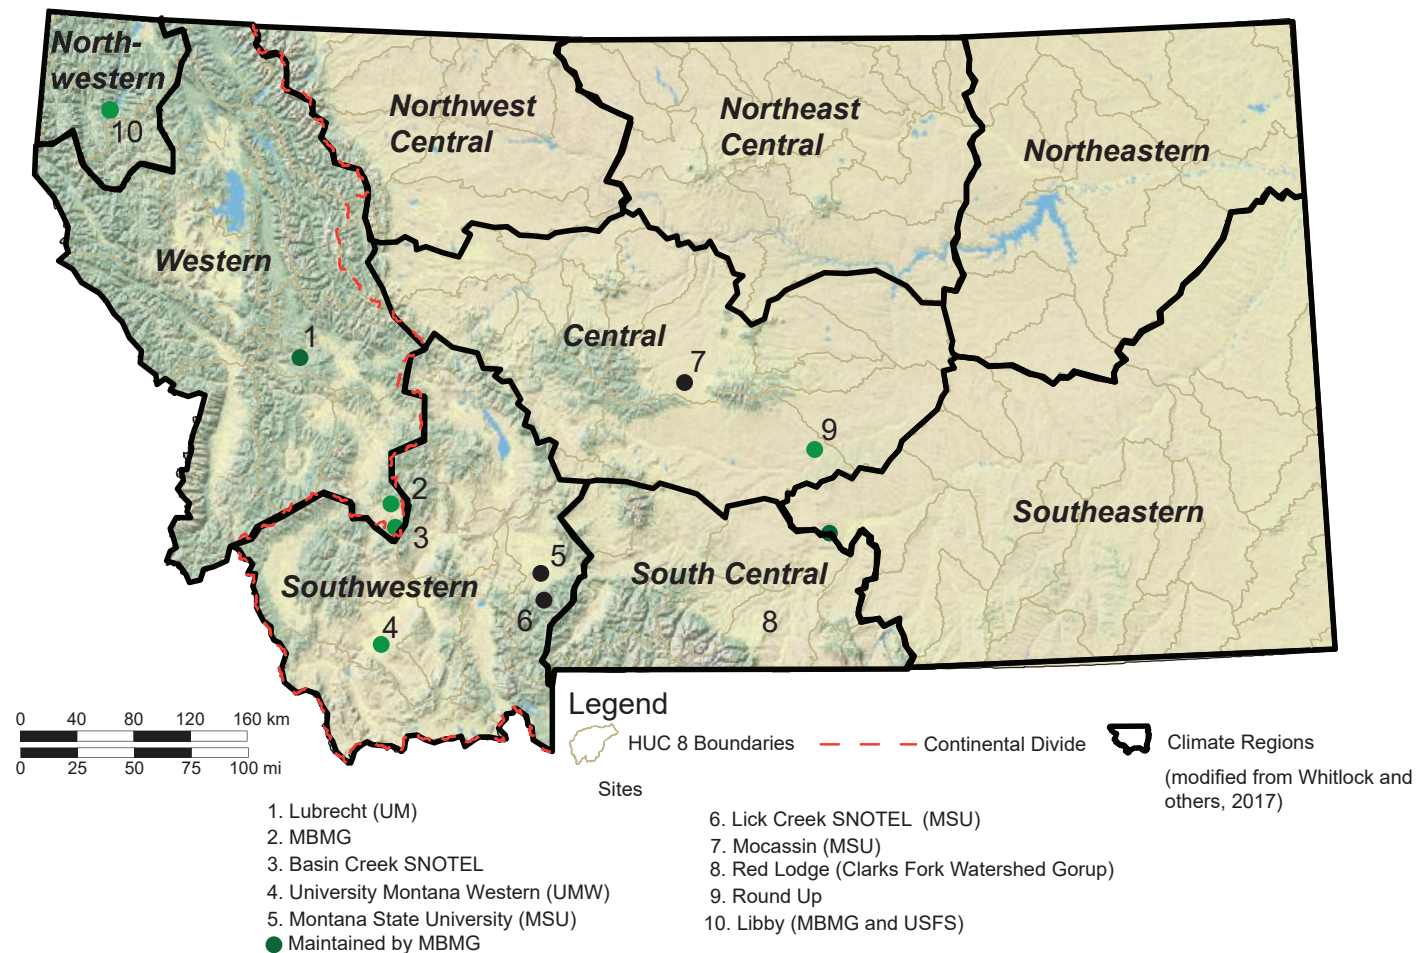 North-
western
10
Northwest
Central
Northeast
Central
Northeastern
Western
1
Central
7
9
2
3
Southwestern
5
6
4
South Central
8
Southeastern
0 40 80 120 160 km
0 25 50 75 100 mi
Legend
HUC 8 Boundaries
Continental Divide
Climate Regions
(modified from Whitlock and
others, 2017)
Sites
1. Lubrecht (UM)
2. MBMG
3. Basin Creek SNOTEL
4. University Montana Western (UMW)
5. Montana State University (MSU)
Maintained by MBMG
6. Lick Creek SNOTEL (MSU)
7. Mocassin (MSU)
8. Red Lodge (Clarks Fork Watershed Gorup)
9. Round Up
10. Libby (MBMG and USFS)